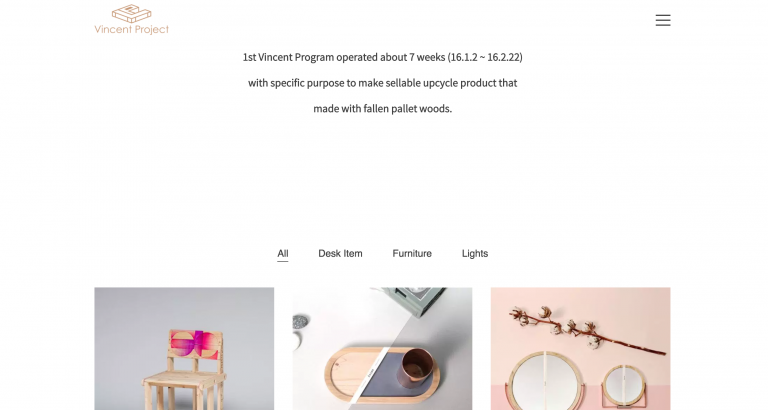 Vincent Project
1st Vincent Program operated about 7 weeks (16.1.2 ~ 16.2.22)
with specific purpose to make sellable upcycle product that
made with fallen pallet woods.
All
Desk Item
Furniture
Lights